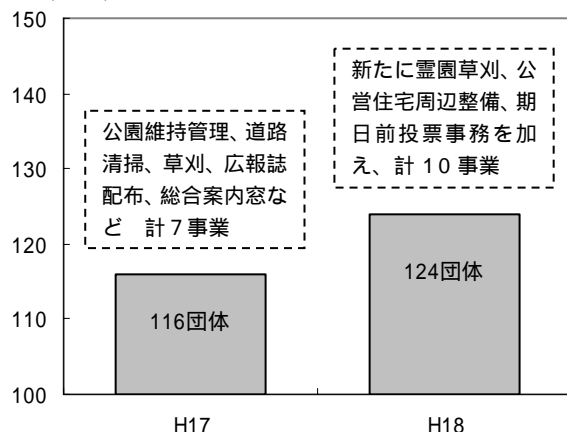 150
140
130
120
110
100
公園維持管理、道路
清掃、草刈、広報誌
配布、総合案内窓な
ど 計７事業
新たに霊園草刈、公
営住宅周辺整備、期
日前投票事務を加
え、計 10 事業
116団体
124団体
H17
H18